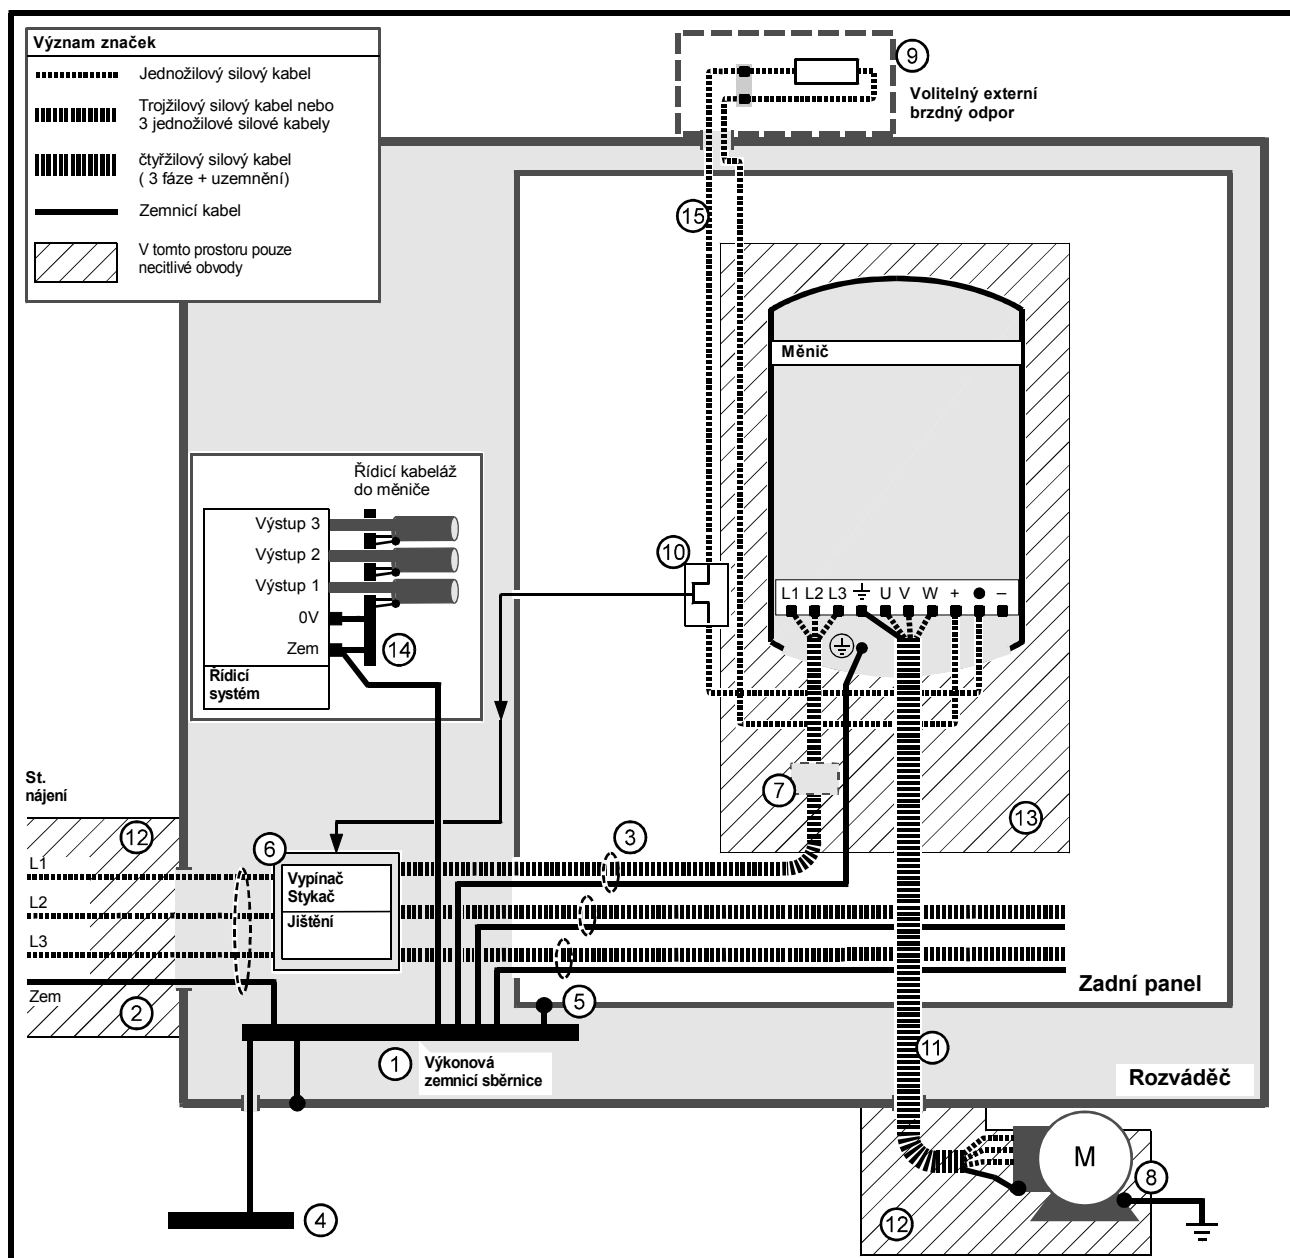 Význam značek
Jednožilový silový kabel
Trojžilový silový kabel nebo
3 jednožilové silové kabely
čtyřžilový silový kabel
( 3 fáze + uzemnění)
Zemnicí kabel
V tomto prostoru pouze
necitlivé obvody
9
Volitelný externí
brzdný odpor
15
Měnič
Řídicí kabeláž
do měniče
Výstup 3
Výstup 2
Výstup 1
0V
Zem
14
Řídicí
systém
10
L1 L2 L3 U V W + ● –
7
13
St.
nájení
12
L1
L2
L3
Zem
2
6
Vypínač
Stykač
Jištění
3
5
Zadní panel
1
Výkonová
zemnicí sběrnice
11
Rozváděč
4
M
8
12